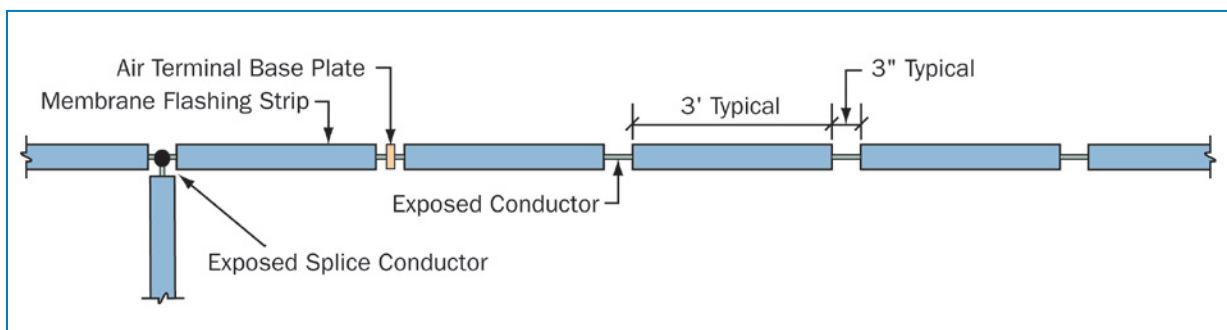 Air Terminal Base Plate
Membrane Flashing Strip
3' Typical
3" Typical
Exposed Conductor
Exposed Splice Conductor